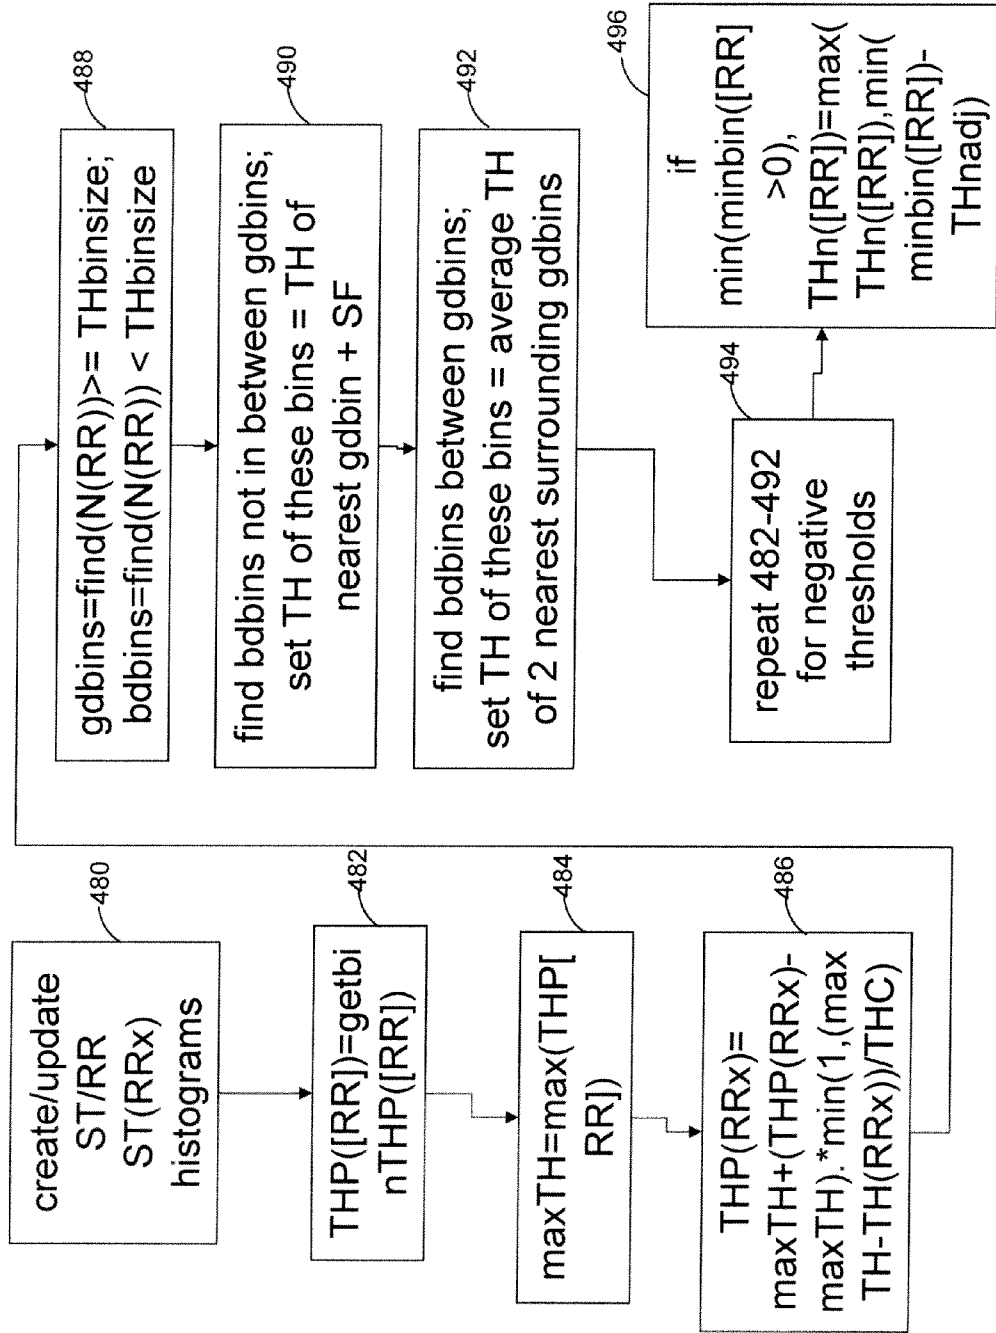 480
create/update
ST/RR
ST(RRx)
histograms
482
THP([RR])=getbi
nTHP([RR])
484
maxTH=max(THP[
RR])
486
THP(RRx)=
maxTH+(THP(RRx)-
maxTH).*min(1,(max
TH-TH(RRx))/THC)
488
gdbins=find(N(RR))>= THbinsize;
bdbins=find(N(RR)) < THbinsize
490
find bdbins not in between gdbins;
set TH of these bins = TH of
nearest gdbin + SF
492
find bdbins between gdbins;
set TH of these bins = average TH
of 2 nearest surrounding gdbins
494
repeat 482-492
for negative
thresholds
496
if
min(minbin([RR]
>0),
THn([RR])=max(
THn([RR]),min(
minbin([RR])-
THnadj)